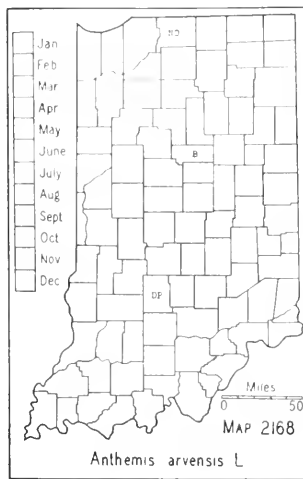 Jan
Feb
Mar
Apr
May
June
July
Aug
Sept
Oct
Nov
Dec
ND
B
DP
Miles
0 50
MAP 2168
Anthemis arvensis L